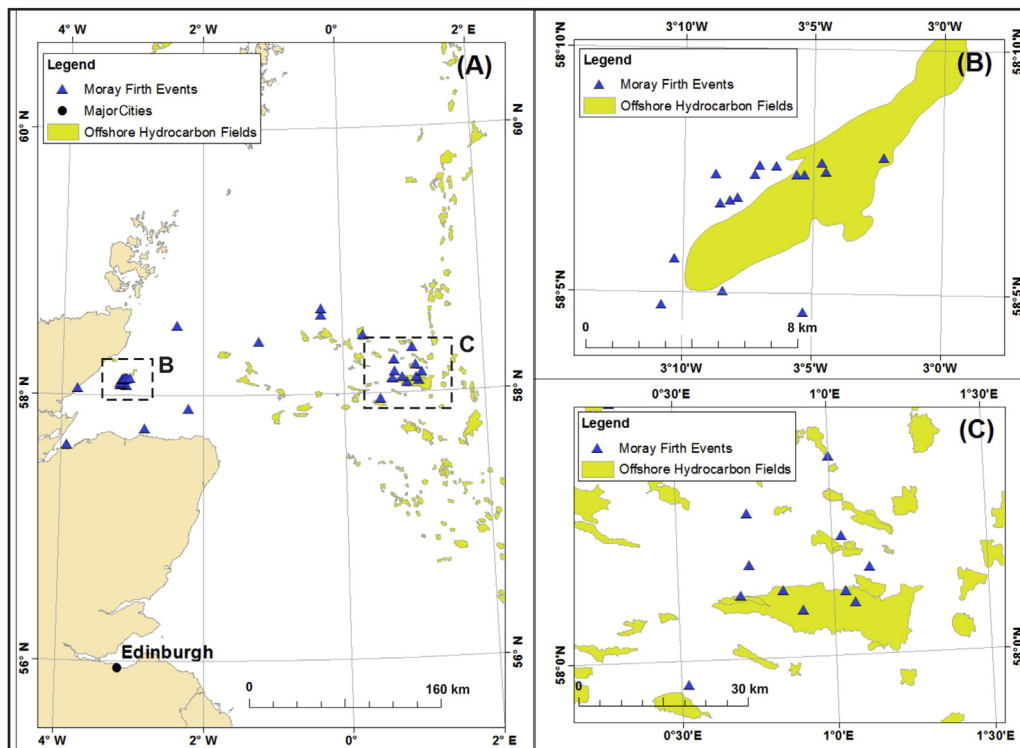 4° W
2° W
0°
2° E
Legend
Moray Firth Events
MajorCities
Offshore Hydrocarbon Fields
(A)
60° N
60° N
B
C
58° N
58° N
Edinburgh
56° N
56° N
0
160 km
4° W
2° W
0°
2° E
3°10'W
3°5'W
3°0'W
58°10'N
58°10'N
Legend
Moray Firth Events
Offshore Hydrocarbon Fields
(B)
58°5'N
58°5'N
0
8 km
3°10'W
3°5'W
3°0'W
0°30'E
1°0'E
1°30'E
Legend
Moray Firth Events
Offshore Hydrocarbon Fields
(C)
58°0'N
58°0'N
0
30 km
0°30'E
1°0'E
1°30'E